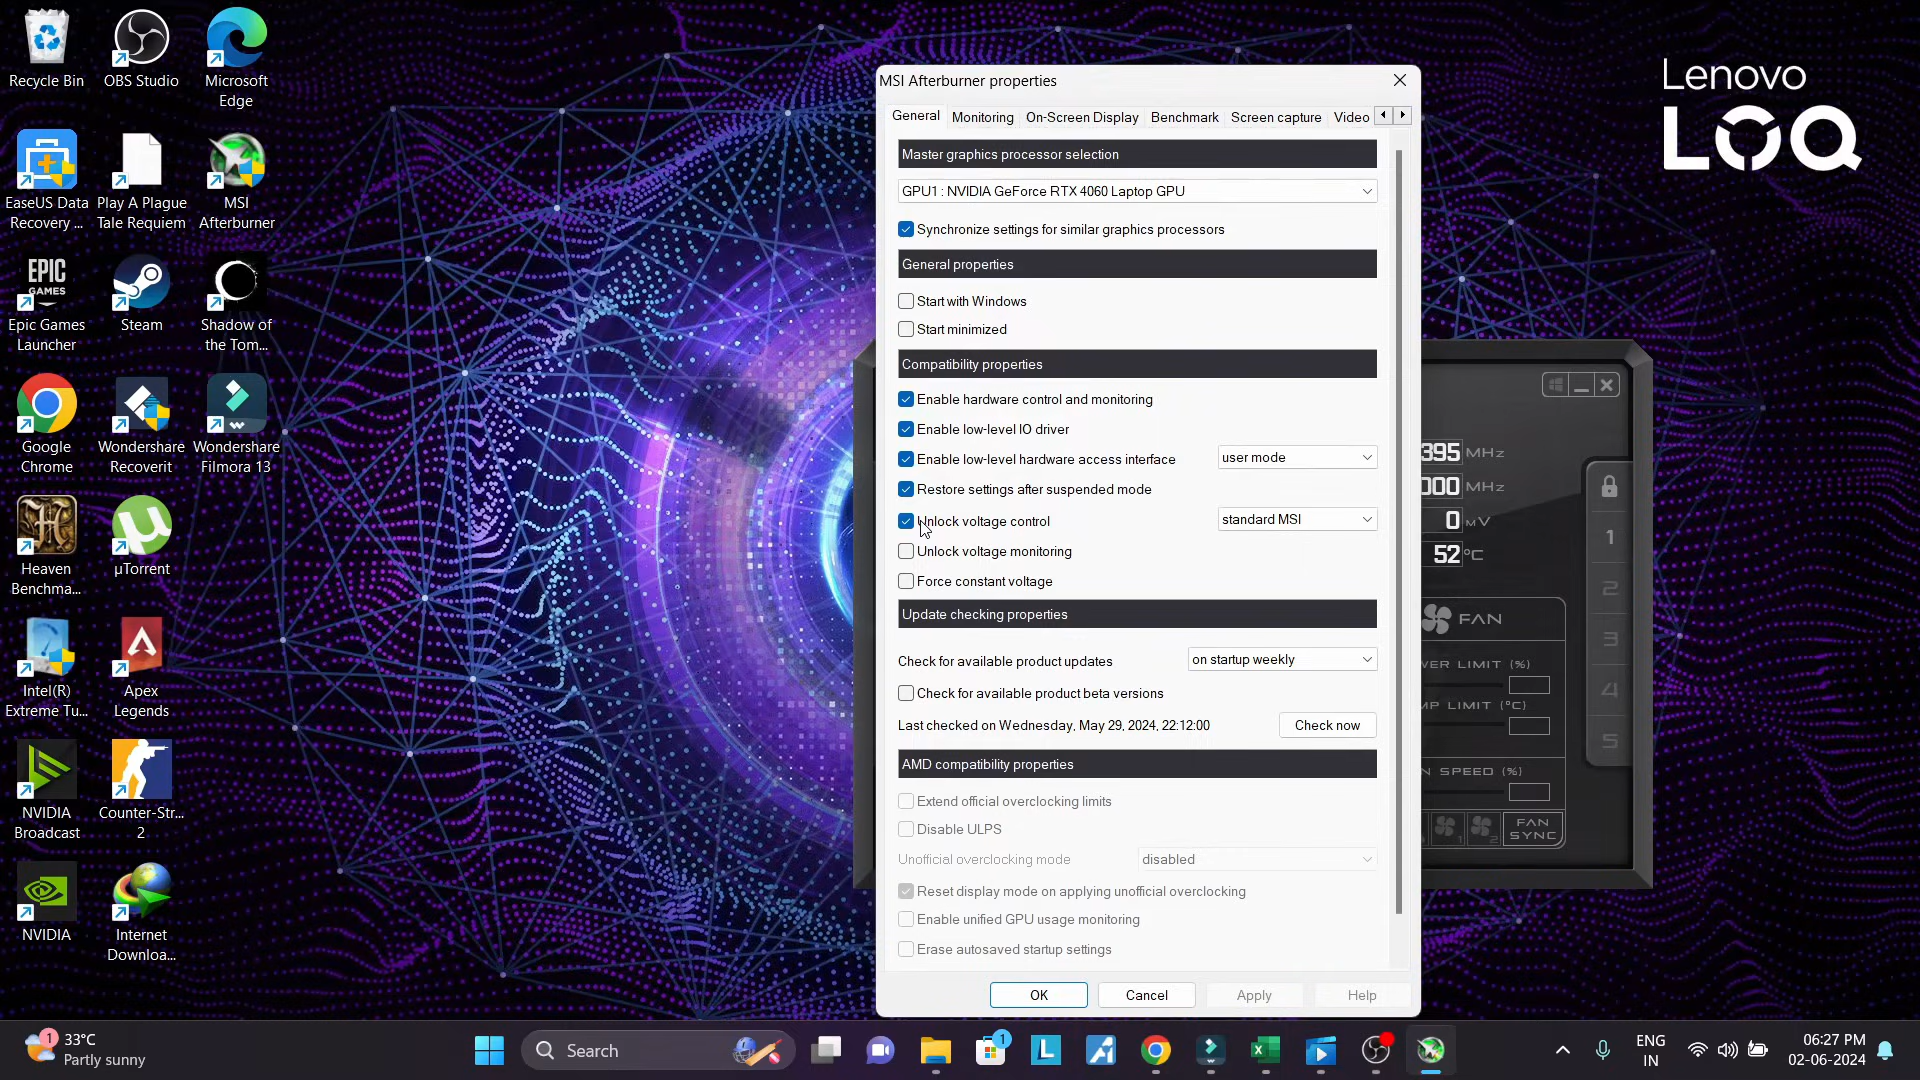 Recycle Bin
OBS Studio
Microsoft
Edge
EaseUS Data
Recovery ...
Play A Plague
Tale Requiem
MSI
Afterburner
EPIC
GAMES
Epic Games
Launcher
Steam
Shadow of
the Tom...
Google
Chrome
Wondershare
Recoverit
Wondershare
Filmora 13
Heaven
Benchma...
µTorrent
Intel(R)
Extreme Tu...
Apex
Legends
NVIDIA
Broadcast
Counter-Str...
2
NVIDIA
Internet
Downloa...
Lenovo
LOQ
MSI Afterburner properties
General
Monitoring
On-Screen Display
Benchmark
Screen capture
Video
Master graphics processor selection
GPU1 : NVIDIA GeForce RTX 4060 Laptop GPU
Synchronize settings for similar graphics processors
General properties
Start with Windows
Start minimized
Compatibility properties
Enable hardware control and monitoring
Enable low-level IO driver
Enable low-level hardware access interface
user mode
Restore settings after suspended mode
Unlock voltage control
standard MSI
Unlock voltage monitoring
Force constant voltage
Update checking properties
Check for available product updates
on startup weekly
Check for available product beta versions
Last checked on Wednesday, May 29, 2024, 22:12:00
Check now
AMD compatibility properties
Extend official overclocking limits
Disable ULPS
Unofficial overclocking mode
disabled
Reset display mode on applying unofficial overclocking
Enable unified GPU usage monitoring
Erase autosaved startup settings
OK
Cancel
Apply
Help
395 MHz
000 MHz
0 mV
52 °C
1
2
3
4
5
FAN
WER LIMIT (%)
MP LIMIT (°C)
N SPEED (%)
1
2
FAN
SYNC
1
33°C
Partly sunny
Search
1
L
ENG
IN
06:27 PM
02-06-2024